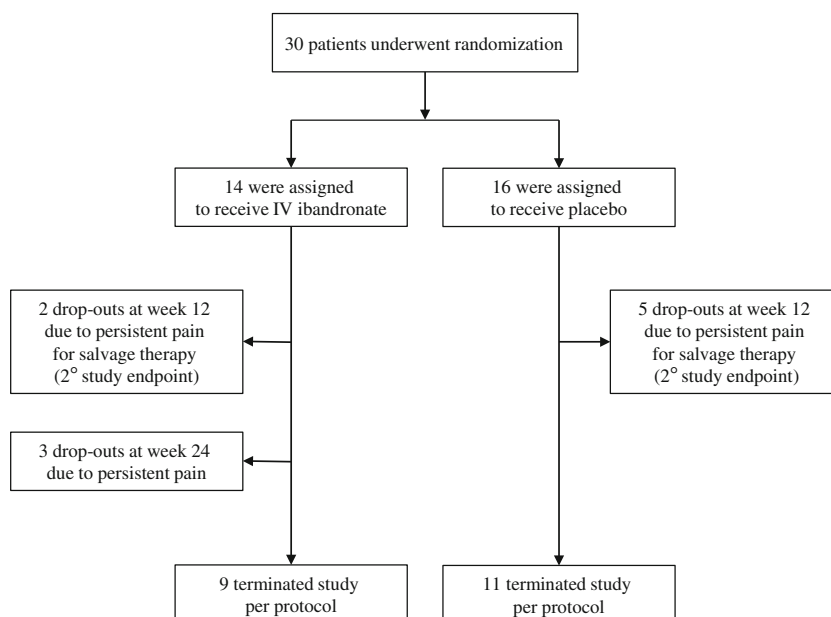 30 patients underwent randomization
14 were assigned
to receive IV ibandronate
16 were assigned
to receive placebo
2 drop-outs at week 12
due to persistent pain
for salvage therapy
(2° study endpoint)
5 drop-outs at week 12
due to persistent pain
for salvage therapy
(2° study endpoint)
3 drop-outs at week 24
due to persistent pain
9 terminated study
per protocol
11 terminated study
per protocol